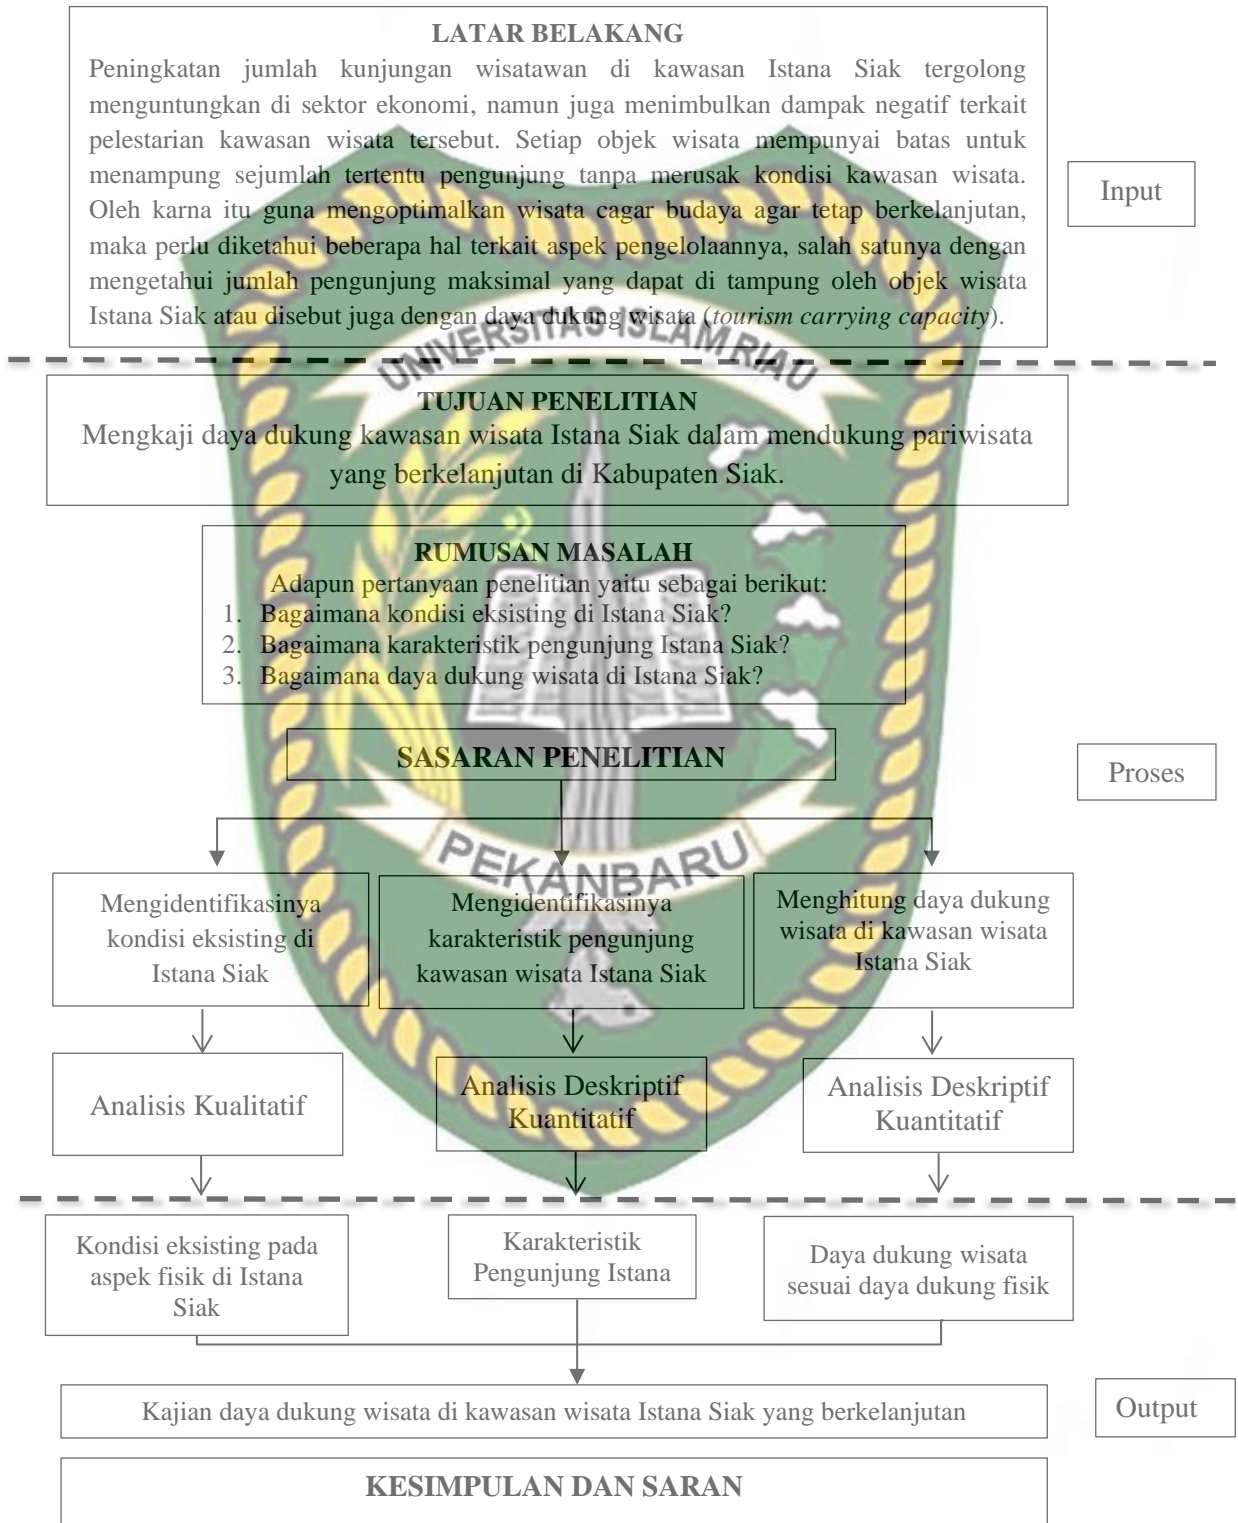 LATAR BELAKANG
Peningkatan jumlah kunjungan wisatawan di kawasan Istana Siak tergolong
menguntungkan di sektor ekonomi, namun juga menimbulkan dampak negatif terkait
pelestarian kawasan wisata tersebut. Setiap objek wisata mempunyai batas untuk
menampung sejumlah tertentu pengunjung tanpa merusak kondisi kawasan wisata.
Oleh karna itu guna mengoptimalkan wisata cagar budaya agar tetap berkelanjutan,
maka perlu diketahui beberapa hal terkait aspek pengelolaannya, salah satunya dengan
mengetahui jumlah pengunjung maksimal yang dapat di tampung oleh objek wisata
Istana Siak atau disebut juga dengan daya dukung wisata (tourism carrying capacity).
Input
UNIVERSITAS ISLAM RIAU
TUJUAN PENELITIAN
Mengkaji daya dukung kawasan wisata Istana Siak dalam mendukung pariwisata
yang berkelanjutan di Kabupaten Siak.
RUMUSAN MASALAH
Adapun pertanyaan penelitian yaitu sebagai berikut:
1. Bagaimana kondisi eksisting di Istana Siak?
2. Bagaimana karakteristik pengunjung Istana Siak?
3. Bagaimana daya dukung wisata di Istana Siak?
SASARAN PENELITIAN
Proses
PEKANBARU
Mengidentifikasinya
kondisi eksisting di
Istana Siak
Mengidentifikasinya
karakteristik pengunjung
kawasan wisata Istana Siak
Menghitung daya dukung
wisata di kawasan wisata
Istana Siak
Analisis Kualitatif
Analisis Deskriptif
Kuantitatif
Analisis Deskriptif
Kuantitatif
Kondisi eksisting pada
aspek fisik di Istana
Siak
Karakteristik
Pengunjung Istana
Daya dukung wisata
sesuai daya dukung fisik
Kajian daya dukung wisata di kawasan wisata Istana Siak yang berkelanjutan
Output
KESIMPULAN DAN SARAN